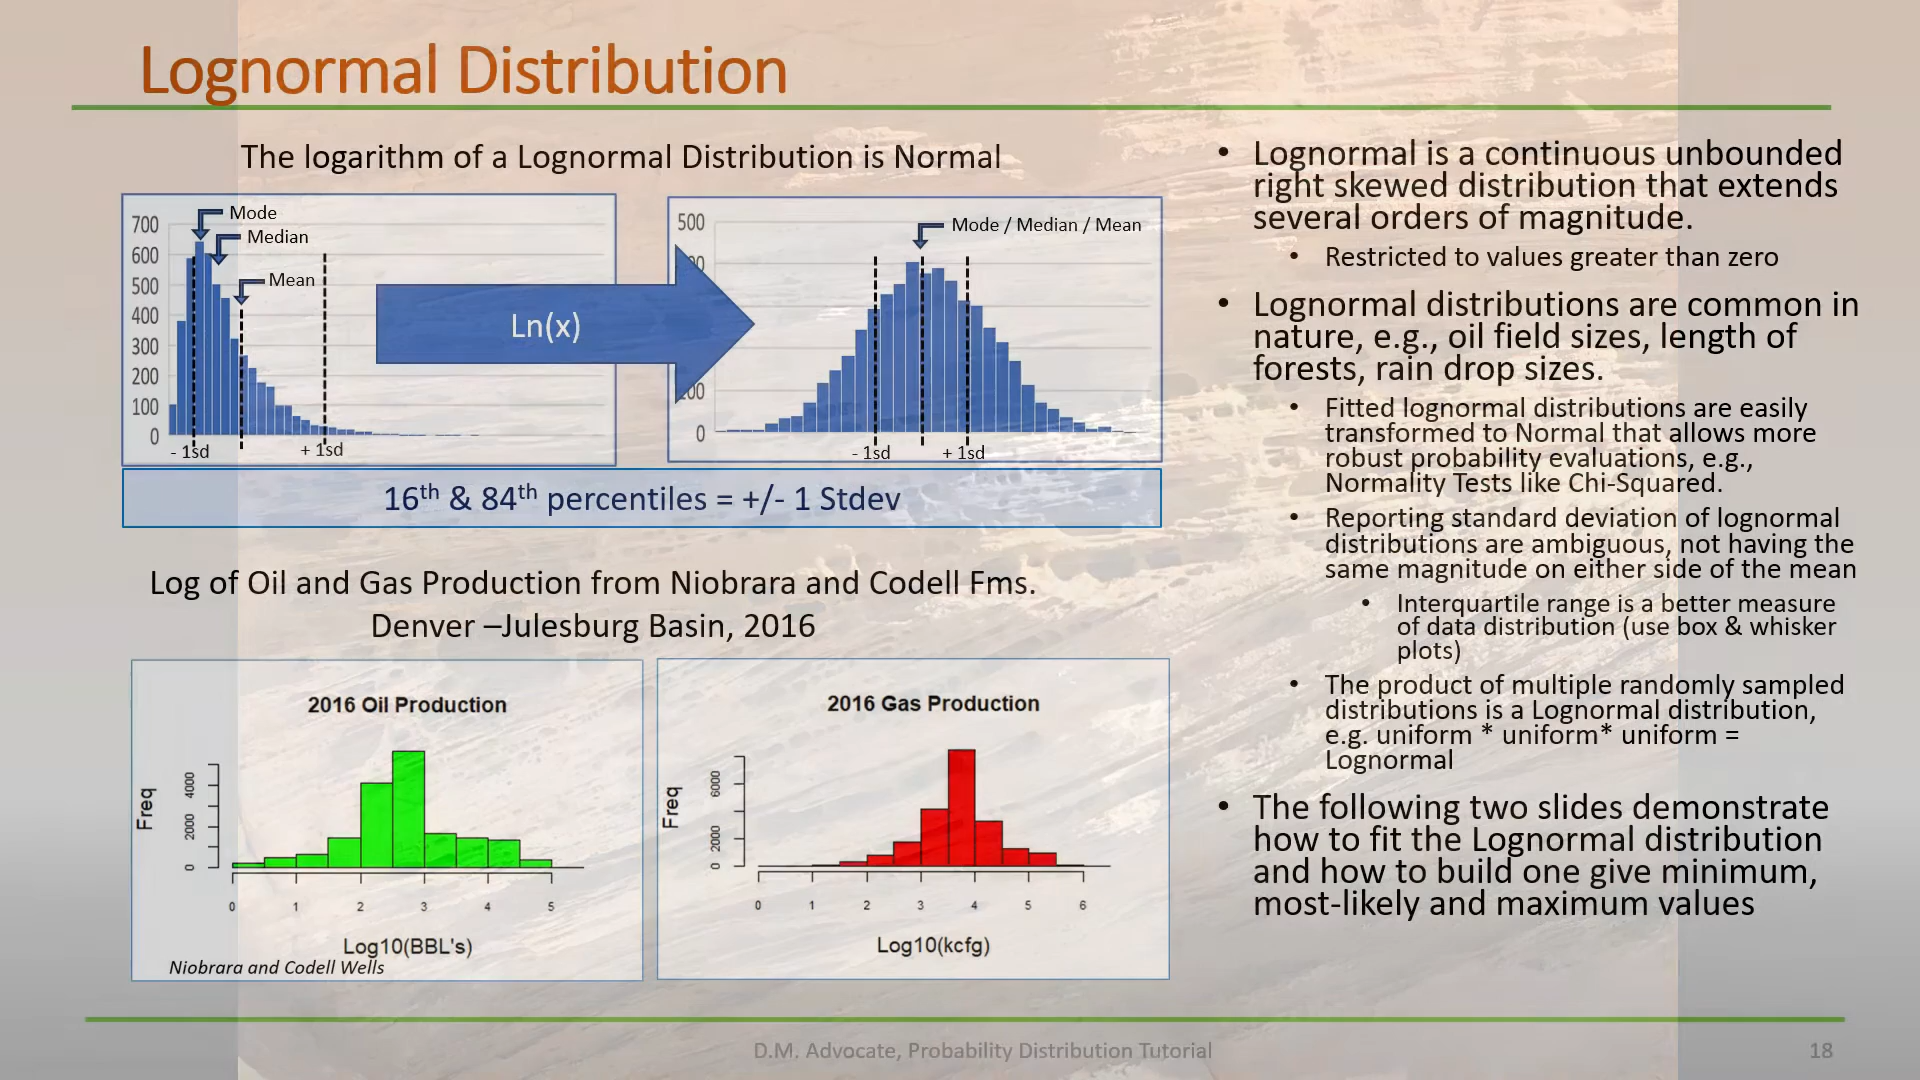 Lognormal Distribution
The logarithm of a Lognormal Distribution is Normal
700
600
500
400
300
200
100
0
Mode
Median
Mean
- 1sd
+ 1sd
Ln(x)
500
00
00
0
Mode / Median / Mean
- 1sd
+ 1sd
16th & 84th percentiles = +/- 1 Stdev
Log of Oil and Gas Production from Niobrara and Codell Fms.
Denver –Julesburg Basin, 2016
2016 Oil Production
Freq
0 2000 4000
0 1 2 3 4 5
Log10(BBL's)
Niobrara and Codell Wells
2016 Gas Production
Freq
0 2000 6000
0 1 2 3 4 5 6
Log10(kcfg)
• Lognormal is a continuous unbounded
right skewed distribution that extends
several orders of magnitude.
• Restricted to values greater than zero
• Lognormal distributions are common in
nature, e.g., oil field sizes, length of
forests, rain drop sizes.
• Fitted lognormal distributions are easily
transformed to Normal that allows more
robust probability evaluations, e.g.,
Normality Tests like Chi-Squared.
• Reporting standard deviation of lognormal
distributions are ambiguous, not having the
same magnitude on either side of the mean
• Interquartile range is a better measure
of data distribution (use box & whisker
plots)
• The product of multiple randomly sampled
distributions is a Lognormal distribution,
e.g. uniform * uniform* uniform =
Lognormal
• The following two slides demonstrate
how to fit the Lognormal distribution
and how to build one give minimum,
most-likely and maximum values
D.M. Advocate, Probability Distribution Tutorial
18